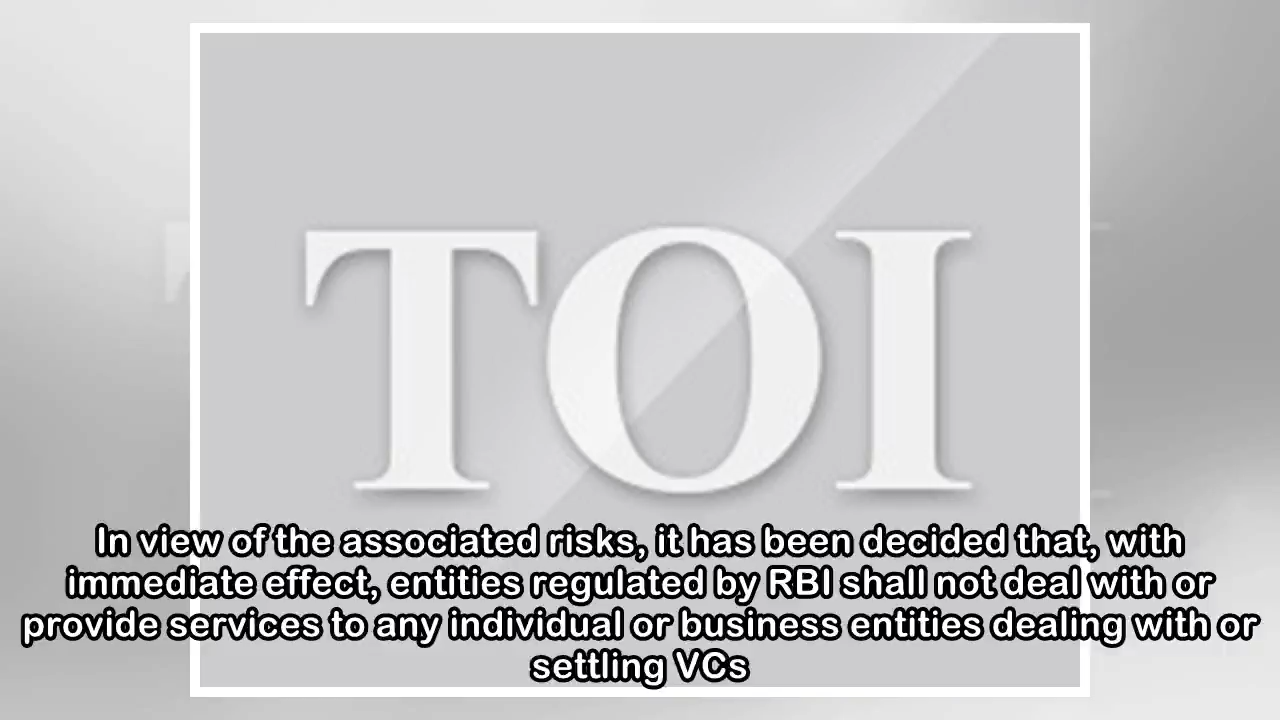 TOI
In view of the associated risks, it has been decided that, with
immediate effect, entities regulated by RBI shall not deal with or
provide services to any individual or business entities dealing with or
settling VCs